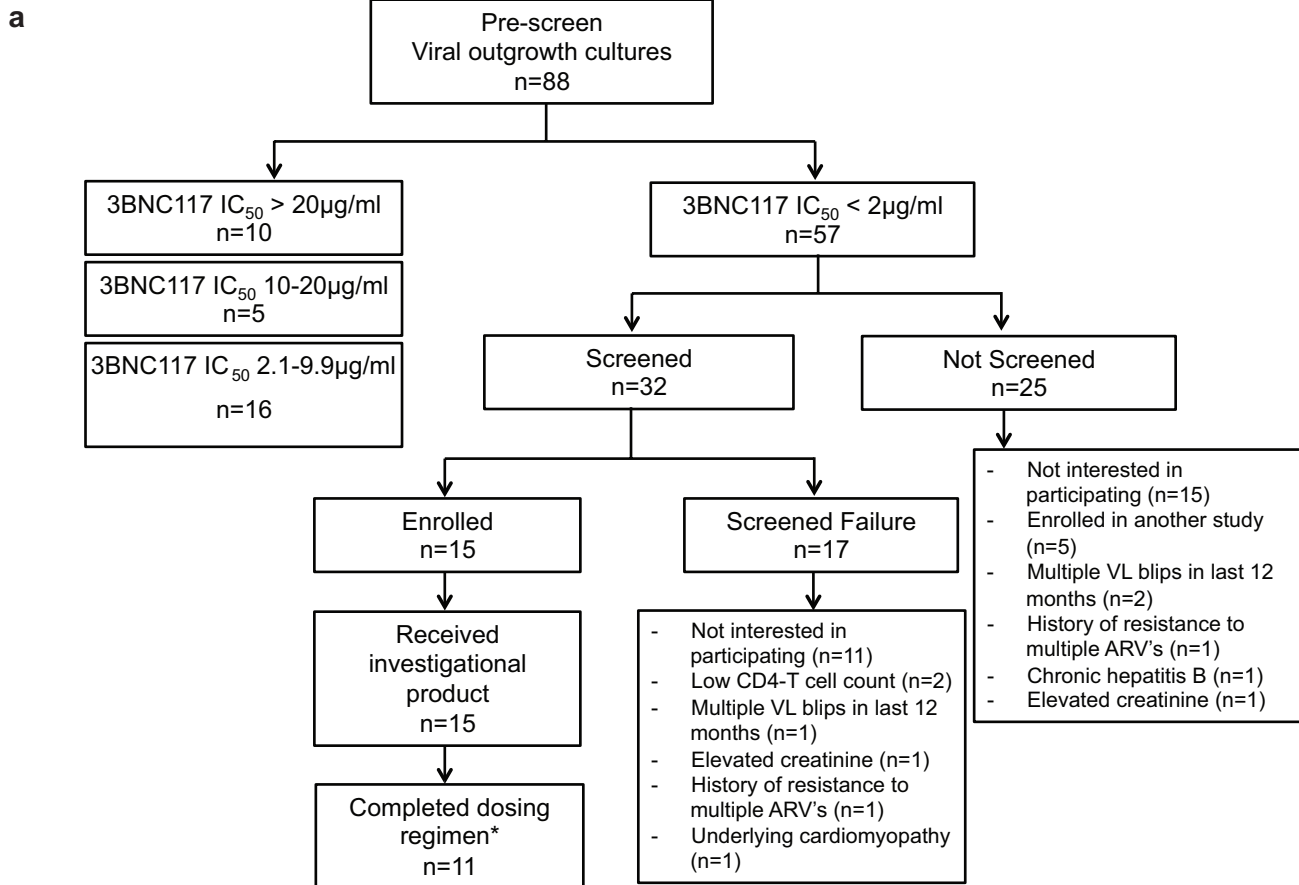 a
Pre-screen
Viral outgrowth cultures
n=88
3BNC117 IC50 > 20µg/ml
n=10
3BNC117 IC50 10-20µg/ml
n=5
3BNC117 IC50 2.1-9.9µg/ml
n=16
3BNC117 IC50 < 2µg/ml
n=57
Screened
n=32
Not Screened
n=25
- Not interested in
participating (n=15)
- Enrolled in another study
(n=5)
- Multiple VL blips in last 12
months (n=2)
- History of resistance to
multiple ARV's (n=1)
- Chronic hepatitis B (n=1)
- Elevated creatinine (n=1)
Enrolled
n=15
Screened Failure
n=17
- Not interested in
participating (n=11)
- Low CD4-T cell count (n=2)
- Multiple VL blips in last 12
months (n=1)
- Elevated creatinine (n=1)
- History of resistance to
multiple ARV's (n=1)
- Underlying cardiomyopathy
(n=1)
Received
investigational
product
n=15
Completed dosing
regimen*
n=11